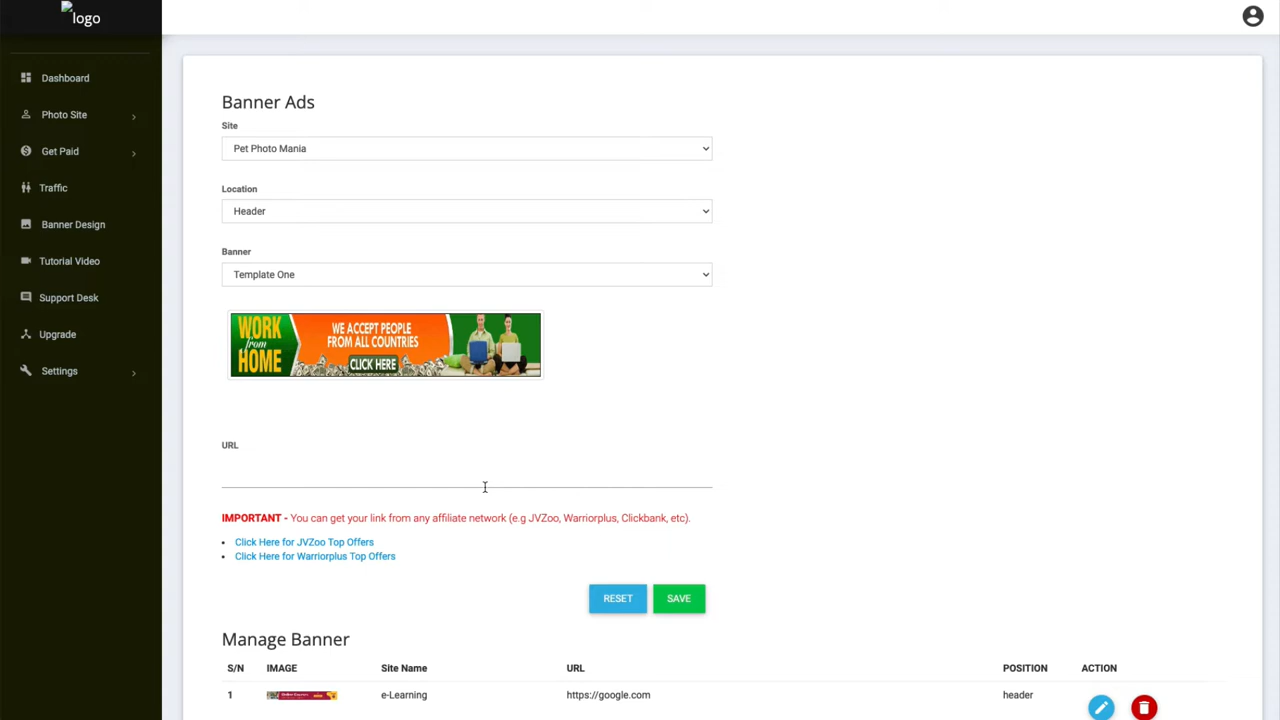 logo
Dashboard
Photo Site
Get Paid
Traffic
Banner Design
Tutorial Video
Support Desk
Upgrade
Settings
Banner Ads
Site
Pet Photo Mania
Location
Header
Banner
Template One
WORK
from
HOME
WE ACCEPT PEOPLE
FROM ALL COUNTRIES
CLICK HERE
URL
IMPORTANT - You can get your link from any affiliate network (e.g JVZoo, Warriorplus, Clickbank, etc).
Click Here for JVZoo Top Offers
Click Here for Warriorplus Top Offers
RESET SAVE
Manage Banner
S/N IMAGE Site Name URL POSITION ACTION
1 e-Learning https://google.com header